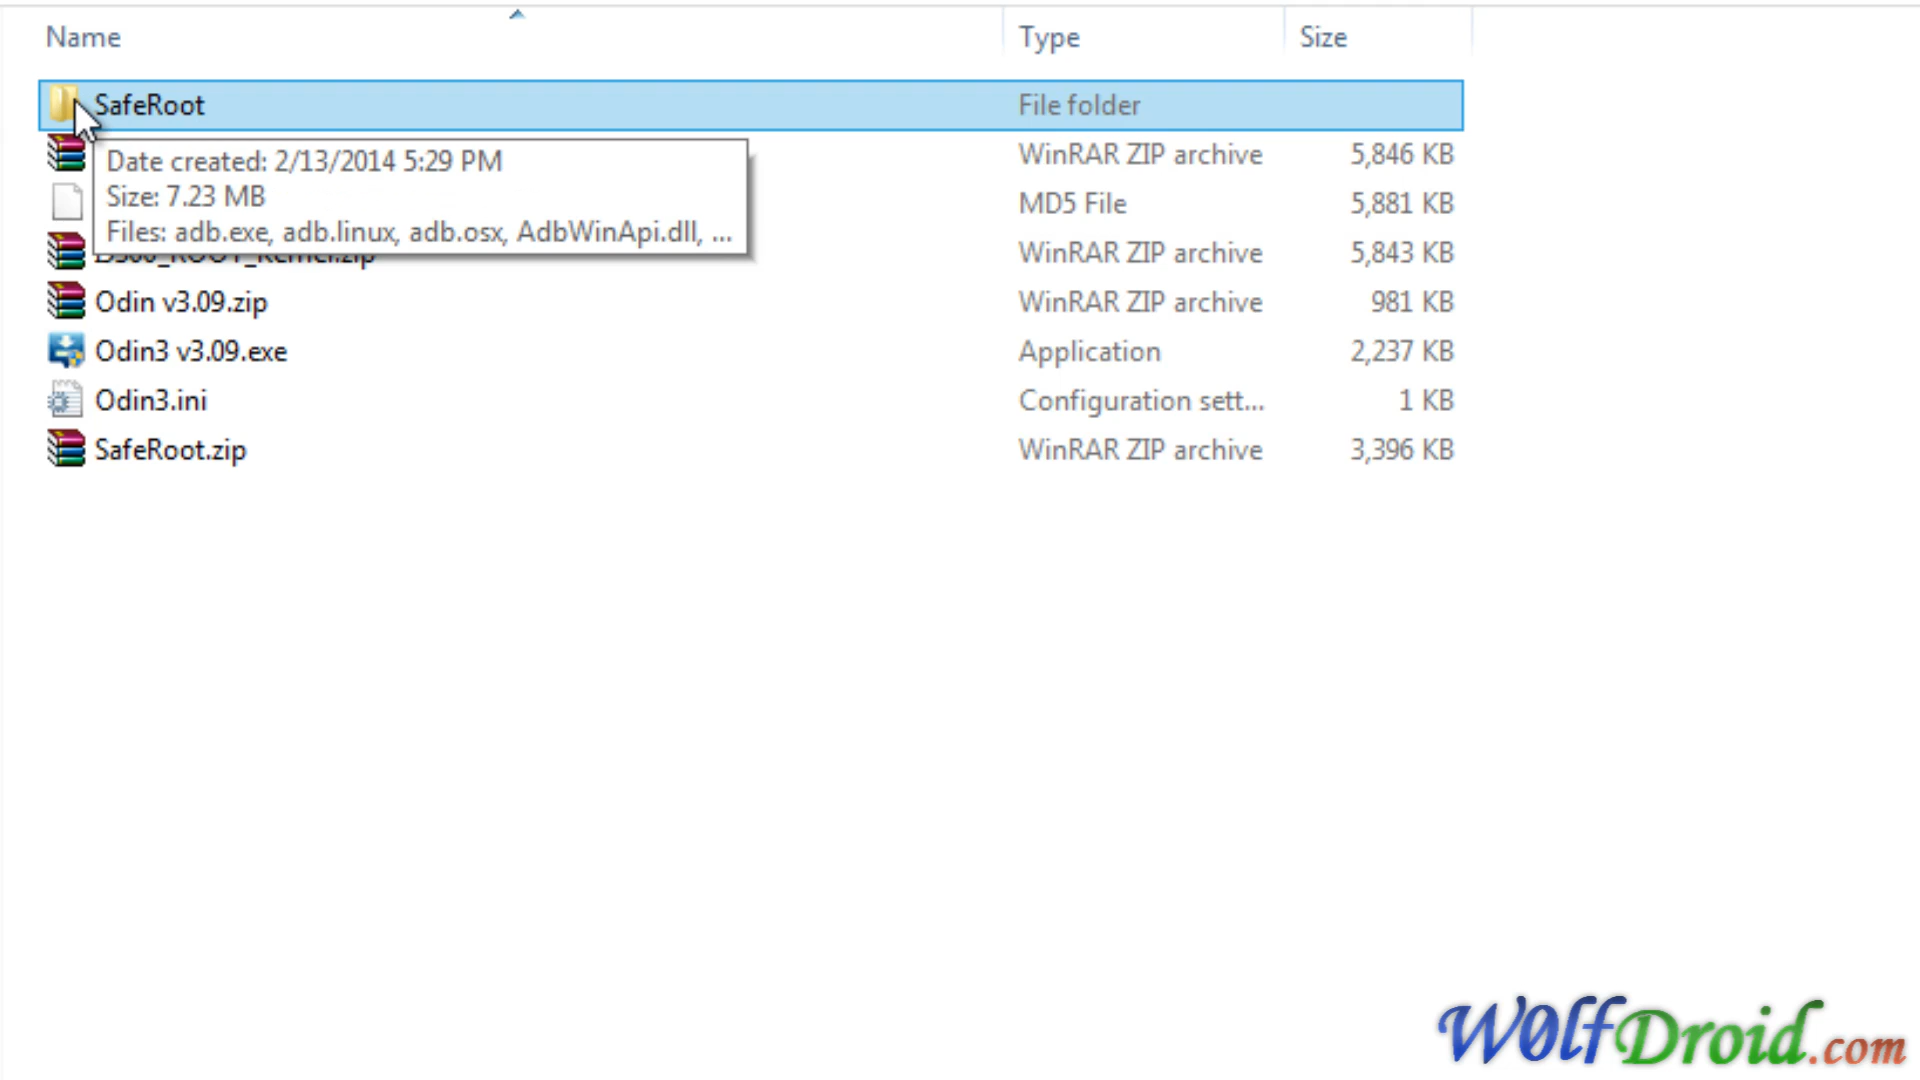 Name Type Size
SafeRoot File folder
Date created: 2/13/2014 5:29 PM
WinRAR ZIP archive 5,846 KB
Size: 7.23 MB
MD5 File 5,881 KB
Files: adb.exe, adb.linux, adb.osx, AdbWinApi.dll, ...
WinRAR ZIP archive 5,843 KB
Odin v3.09.zip WinRAR ZIP archive 981 KB
Odin3 v3.09.exe Application 2,237 KB
Odin3.ini Configuration sett... 1 KB
SafeRoot.zip WinRAR ZIP archive 3,396 KB
W0lfDroid.com